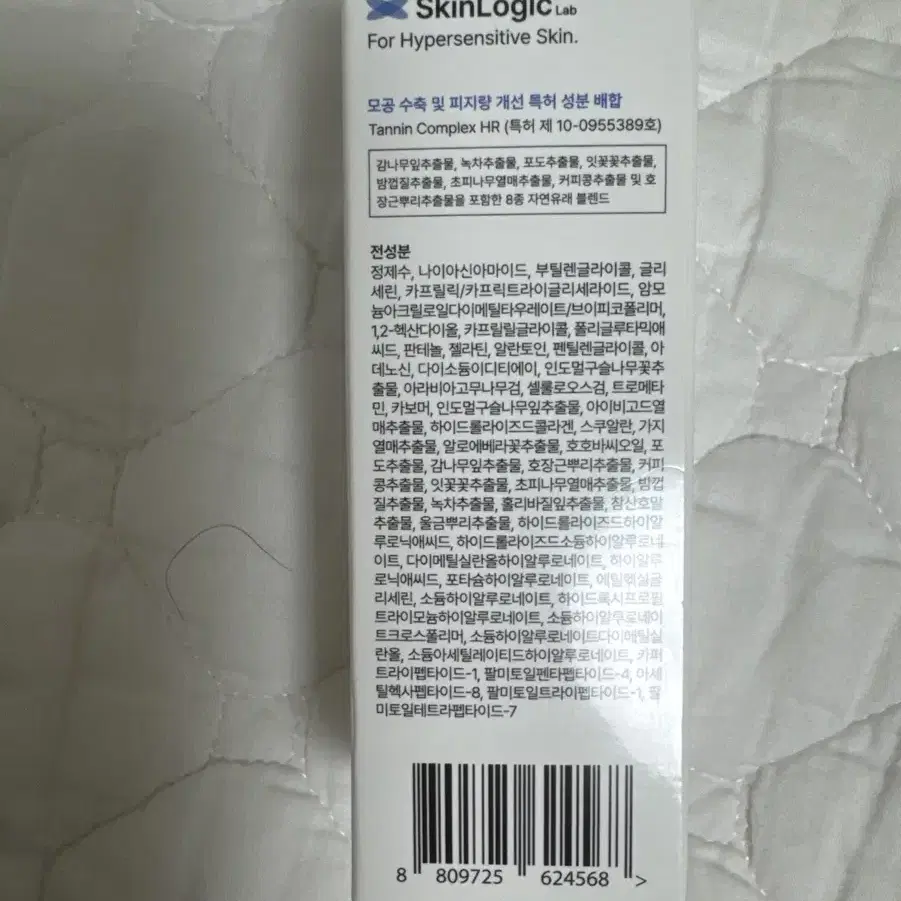 SkinLogic Lab
For Hypersensitive Skin.
모공 수축 및 피지량 개선 특허 성분 배합
Tannin Complex HR (특허 제 10-0955389호)
감나무잎추출물, 녹차추출물, 포도추출물, 잇꽃꽃추출물,
밤껍질추출물, 초피나무열매추출물, 커피콩추출물 및 호
장근뿌리추출물을 포함한 8종 자연유래 블렌드
전성분
정제수, 나이아신아마이드, 부틸렌글라이콜, 글리
세린, 카프릴릭/카프릭트라이글리세라이드, 암모
늄아크릴로일다이메틸타우레이트/브이피코폴리머,
1,2-헥산다이올, 카프릴릴글라이콜, 폴리글루타믹애
씨드, 판테놀, 젤라틴, 알란토인, 펜틸렌글라이콜, 아
데노신, 다이소듐이디티에이, 인도멀구슬나무꽃추
출물, 아라비아고무나무검, 셀룰로오스검, 트로메타
민, 카보머, 인도멀구슬나무잎추출물, 아이비고드열
매추출물, 하이드롤라이즈드콜라겐, 스쿠알란, 가지
열매추출물, 알로에베라꽃추출물, 호호바씨오일, 포
도추출물, 감나무잎추출물, 호장근뿌리추출물, 커피
콩추출물, 잇꽃꽃추출물, 초피나무열매추출물, 밤껍
질추출물, 녹차추출물, 홀리바질잎추출물, 참산호말
추출물, 울금뿌리추출물, 하이드롤라이즈드하이알
루로닉애씨드, 하이드롤라이즈드소듐하이알루로네
이트, 다이메틸실란올하이알루로네이트, 하이알루
로닉애씨드, 포타슘하이알루로네이트, 에틸헥실글
리세린, 소듐하이알루로네이트, 하이드록시프로필
트라이모늄하이알루로네이트, 소듐하이알루로네이
트크로스폴리머, 소듐하이알루로네이트다이메틸실
란올, 소듐아세틸레이티드하이알루로네이트, 카퍼
트라이펩타이드-1, 팔미토일펜타펩타이드-4, 아세
틸헥사펩타이드-8, 팔미토일트라이펩타이드-1, 팔
미토일테트라펩타이드-7
8 809725 624568 >